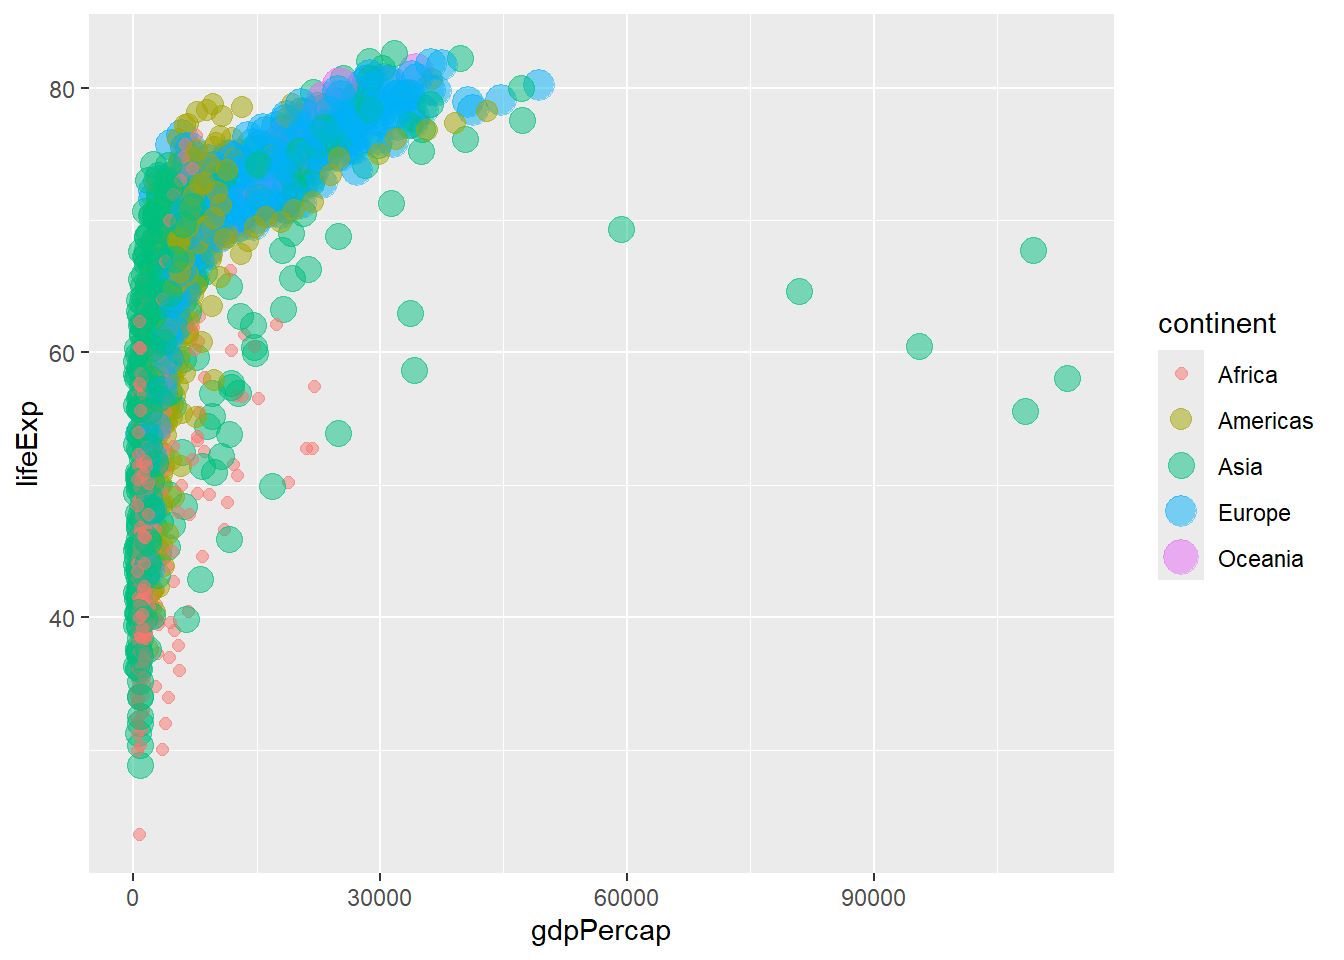 80
60
40
lifeExp
0 30000 60000 90000
gdpPercap
continent
Africa
Americas
Asia
Europe
Oceania